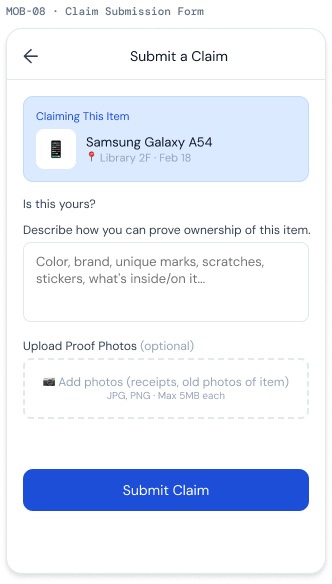 MOB-08 · Claim Submission Form
Submit a Claim
Claiming This Item
Samsung Galaxy A54
Library 2F · Feb 18
Is this yours?
Describe how you can prove ownership of this item.
Color, brand, unique marks, scratches,
stickers, what's inside/on it...
Upload Proof Photos (optional)
Add photos (receipts, old photos of item)
JPG, PNG · Max 5MB each
Submit Claim